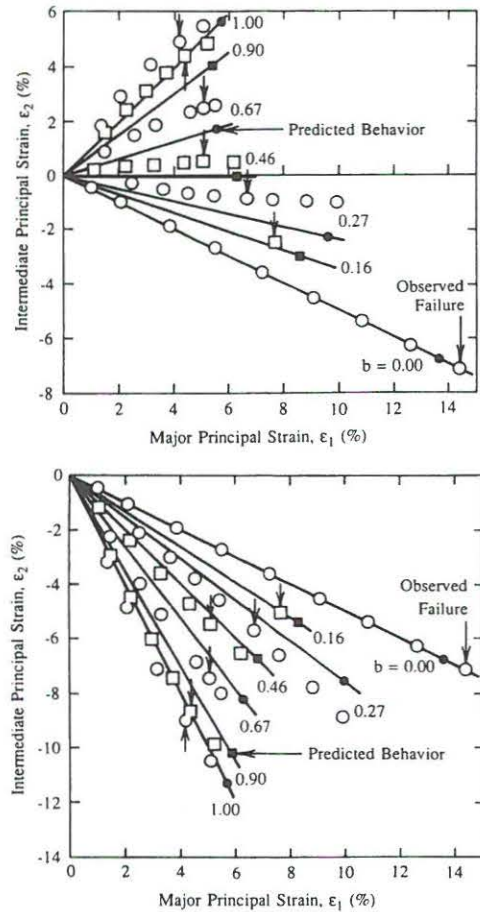 6
4
2
0
-2
-4
-6
-8
Intermediate Principal Strain, ε2 (%)
1.00
0.90
0.67
Predicted Behavior
0.46
0.27
0.16
Observed
Failure
b = 0.00
0 2 4 6 8 10 12 14
Major Principal Strain, ε1 (%)
0
-2
-4
-6
-8
-10
-12
-14
Intermediate Principal Strain, ε2 (%)
Observed
Failure
0.16
b = 0.00
0.46
0.27
0.67
Predicted Behavior
0.90
1.00
0 2 4 6 8 10 12 14
Major Principal Strain, ε1 (%)